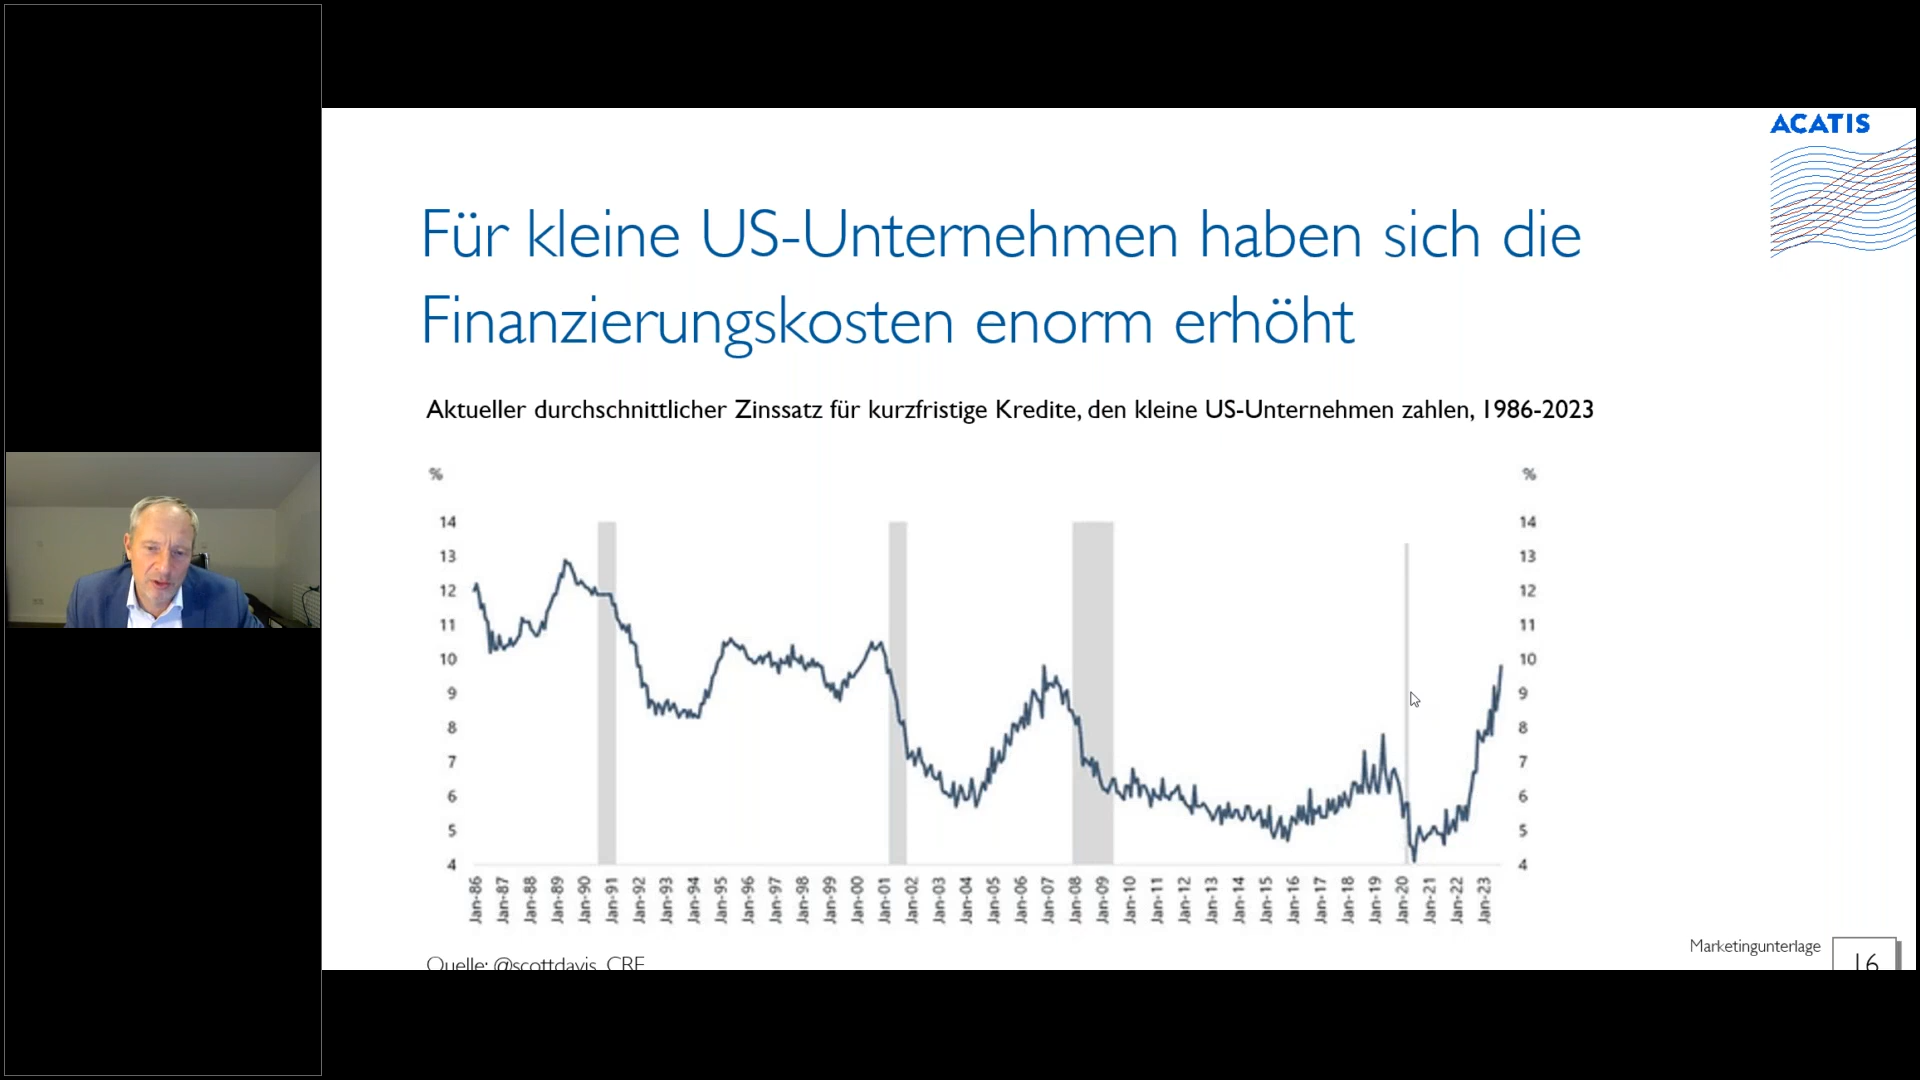 ACATIS
Für kleine US-Unternehmen haben sich die
Finanzierungskosten enorm erhöht
Aktueller durchschnittlicher Zinssatz für kurzfristige Kredite, den kleine US-Unternehmen zahlen, 1986-2023
% %
14 14
13 13
12 12
11 11
10 10
9 9
8 8
7 7
6 6
5 5
4 4
Jan-86 Jan-87 Jan-88 Jan-89 Jan-90 Jan-91 Jan-92 Jan-93 Jan-94 Jan-95 Jan-96 Jan-97 Jan-98 Jan-99 Jan-00 Jan-01 Jan-02 Jan-03 Jan-04 Jan-05 Jan-06 Jan-07 Jan-08 Jan-09 Jan-10 Jan-11 Jan-12 Jan-13 Jan-14 Jan-15 Jan-16 Jan-17 Jan-18 Jan-19 Jan-20 Jan-21 Jan-22 Jan-23
Marketingunterlage
Quelle: @scottdavis_CRE
16